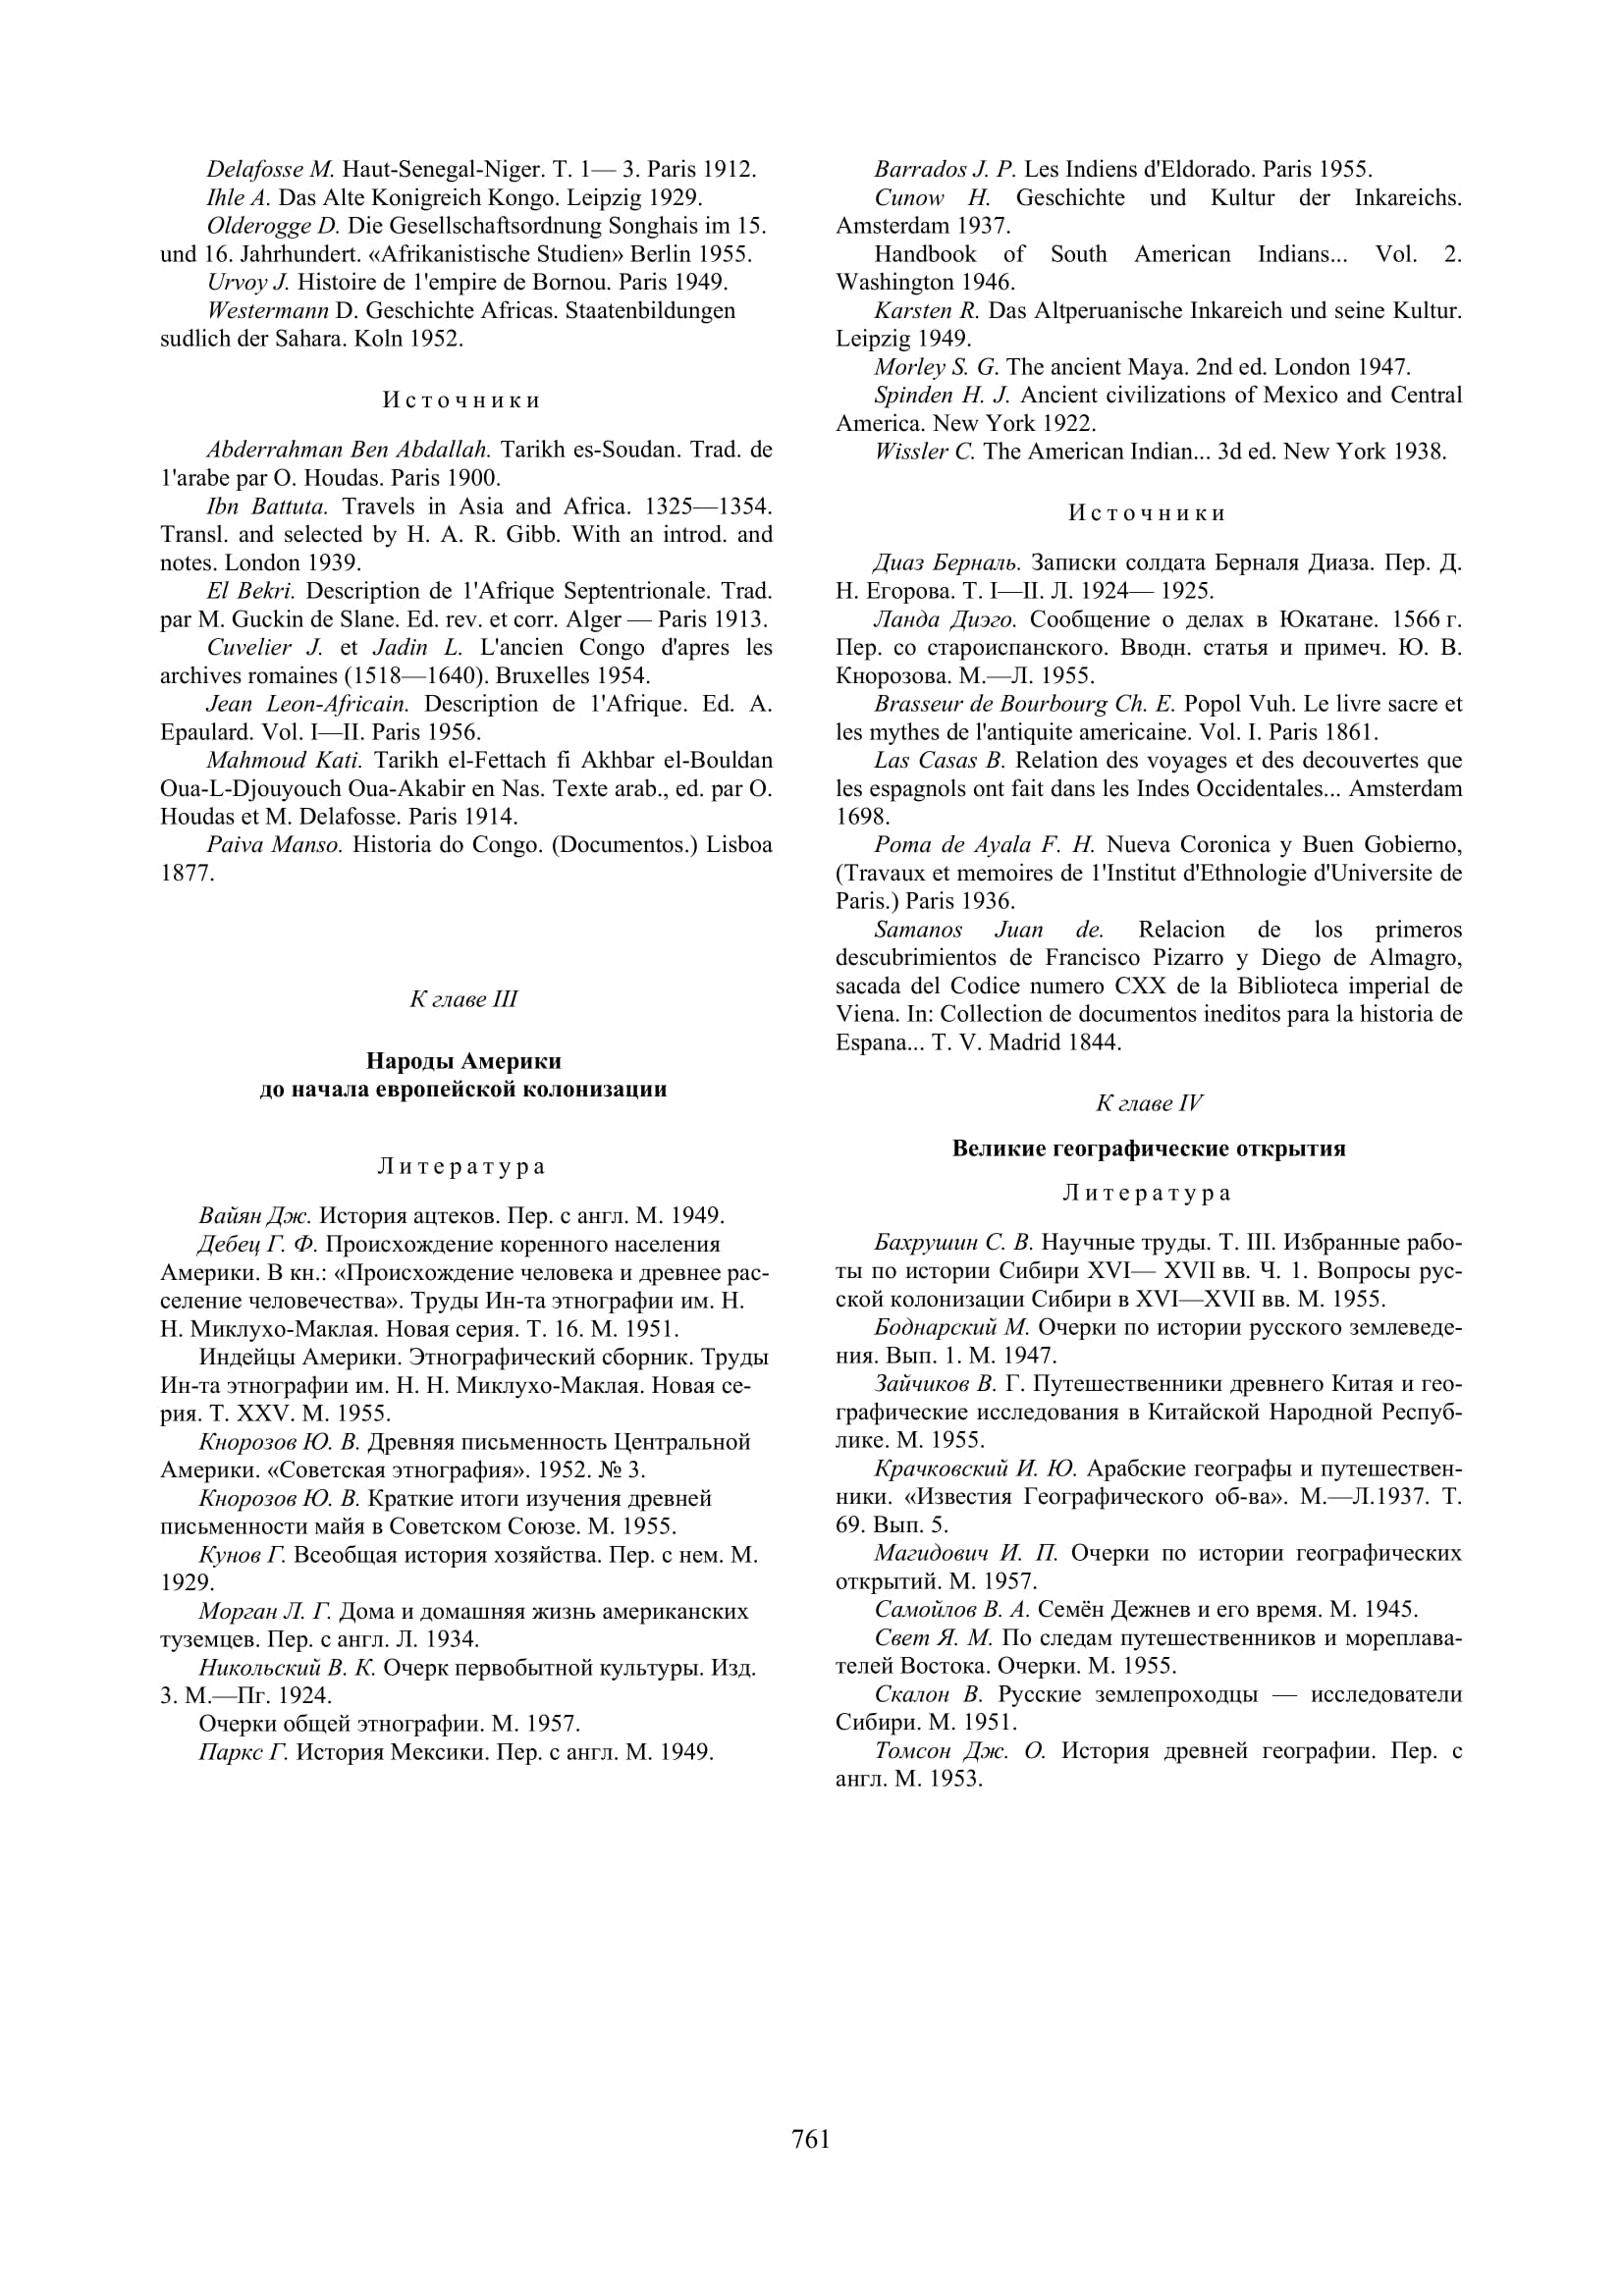 Delafosse M. Haut-Senegal-Niger. T. 1— 3. Paris 1912.
Ihle A. Das Alte Konigreich Kongo. Leipzig 1929.
Olderogge D. Die Gesellschaftsordnung Songhais im 15.
und 16. Jahrhundert. «Afrikanistische Studien» Berlin 1955.
Urvoy J. Histoire de 1'empire de Bornou. Paris 1949.
Westermann D. Geschichte Africas. Staatenbildungen
sudlich der Sahara. Koln 1952.
Источники
Abderrahman Ben Abdallah. Tarikh es-Soudan. Trad. de
1'arabe par O. Houdas. Paris 1900.
Ibn Battuta. Travels in Asia and Africa. 1325—1354.
Transl. and selected by H. A. R. Gibb. With an introd. and
notes. London 1939.
El Bekri. Description de 1'Afrique Septentrionale. Trad.
par M. Guckin de Slane. Ed. rev. et corr. Alger — Paris 1913.
Cuvelier J. et Jadin L. L'ancien Congo d'apres les
archives romaines (1518—1640). Bruxelles 1954.
Jean Leon-Africain. Description de 1'Afrique. Ed. A.
Epaulard. Vol. I—II. Paris 1956.
Mahmoud Kati. Tarikh el-Fettach fi Akhbar el-Bouldan
Oua-L-Djouyouch Oua-Akabir en Nas. Texte arab., ed. par O.
Houdas et M. Delafosse. Paris 1914.
Paiva Manso. Historia do Congo. (Documentos.) Lisboa
1877.
К главе III
Народы Америки
до начала европейской колонизации
Литература
Вайян Дж. История ацтеков. Пер. с англ. М. 1949.
Дебец Г. Ф. Происхождение коренного населения
Америки. В кн.: «Происхождение человека и древнее рас-
селение человечества». Труды Ин-та этнографии им. Н.
Н. Миклухо-Маклая. Новая серия. Т. 16. М. 1951.
Индейцы Америки. Этнографический сборник. Труды
Ин-та этнографии им. Н. Н. Миклухо-Маклая. Новая се-
рия. Т. XXV. М. 1955.
Кнорозов Ю. В. Древняя письменность Центральной
Америки. «Советская этнография». 1952. № 3.
Кнорозов Ю. В. Краткие итоги изучения древней
письменности майя в Советском Союзе. М. 1955.
Кунов Г. Всеобщая история хозяйства. Пер. с нем. М.
1929.
Морган Л. Г. Дома и домашняя жизнь американских
туземцев. Пер. с англ. Л. 1934.
Никольский В. К. Очерк первобытной культуры. Изд.
3. М.—Пг. 1924.
Очерки общей этнографии. М. 1957.
Паркс Г. История Мексики. Пер. с англ. М. 1949.
Barrados J. P. Les Indiens d'Eldorado. Paris 1955.
Cunow H. Geschichte und Kultur der Inkareichs.
Amsterdam 1937.
Handbook of South American Indians... Vol. 2.
Washington 1946.
Karsten R. Das Altperuanische Inkareich und seine Kultur.
Leipzig 1949.
Morley S. G. The ancient Maya. 2nd ed. London 1947.
Spinden H. J. Ancient civilizations of Mexico and Central
America. New York 1922.
Wissler C. The American Indian... 3d ed. New York 1938.
Источники
Диаз Берналь. Записки солдата Берналя Диаза. Пер. Д.
Н. Егорова. Т. I—II. Л. 1924— 1925.
Ланда Диэго. Сообщение о делах в Юкатане. 1566 г.
Пер. со староиспанского. Вводн. статья и примеч. Ю. В.
Кнорозова. М.—Л. 1955.
Brasseur de Bourbourg Ch. E. Popol Vuh. Le livre sacre et
les mythes de l'antiquite americaine. Vol. I. Paris 1861.
Las Casas B. Relation des voyages et des decouvertes que
les espagnols ont fait dans les Indes Occidentales... Amsterdam
1698.
Poma de Ayala F. H. Nueva Coronica y Buen Gobierno,
(Travaux et memoires de 1'Institut d'Ethnologie d'Universite de
Paris.) Paris 1936.
Samanos Juan de. Relacion de los primeros
descubrimientos de Francisco Pizarro y Diego de Almagro,
sacada del Codice numero CXX de la Biblioteca imperial de
Viena. In: Collection de documentos ineditos para la historia de
Espana... T. V. Madrid 1844.
К главе IV
Великие географические открытия
Литература
Бахрушин С. В. Научные труды. Т. III. Избранные рабо-
ты по истории Сибири XVI— XVII вв. Ч. 1. Вопросы рус-
ской колонизации Сибири в XVI—XVII вв. М. 1955.
Боднарский М. Очерки по истории русского землеведе-
ния. Вып. 1. М. 1947.
Зайчиков В. Г. Путешественники древнего Китая и гео-
графические исследования в Китайской Народной Респуб-
лике. М. 1955.
Крачковский И. Ю. Арабские географы и путешествен-
ники. «Известия Географического об-ва». М.—Л.1937. Т.
69. Вып. 5.
Магидович И. П. Очерки по истории географических
открытий. М. 1957.
Самойлов В. А. Семён Дежнев и его время. М. 1945.
Свет Я. М. По следам путешественников и мореплава-
телей Востока. Очерки. М. 1955.
Скалон В. Русские землепроходцы — исследователи
Сибири. М. 1951.
Томсон Дж. О. История древней географии. Пер. с
англ. М. 1953.
761